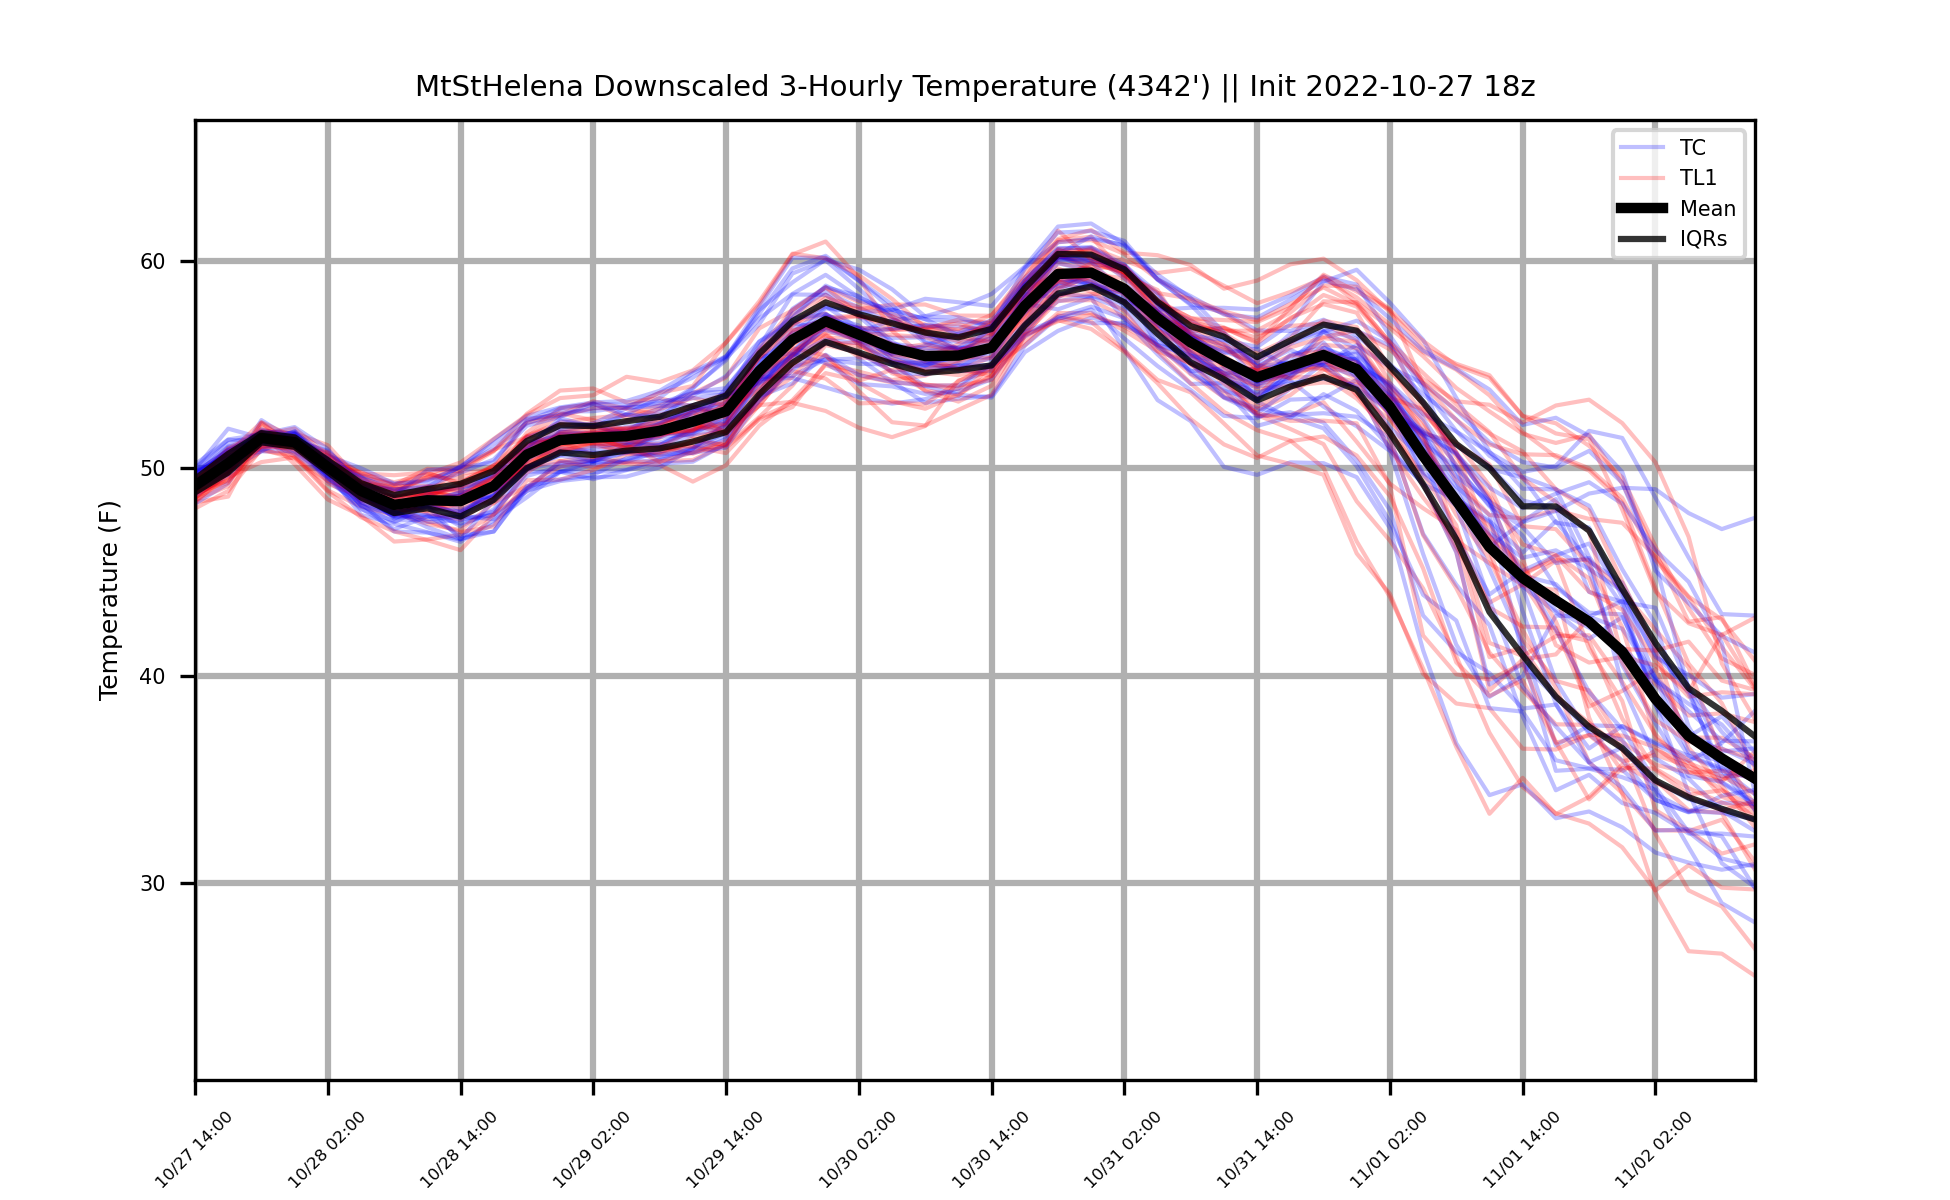 MtStHelena Downscaled 3-Hourly Temperature (4342') || Init 2022-10-27 18z
TC
TL1
Mean
IQRs
Temperature (F)
60
50
40
30
10/27 14:00
10/28 02:00
10/28 14:00
10/29 02:00
10/29 14:00
10/30 02:00
10/30 14:00
10/31 02:00
10/31 14:00
11/01 02:00
11/01 14:00
11/02 02:00